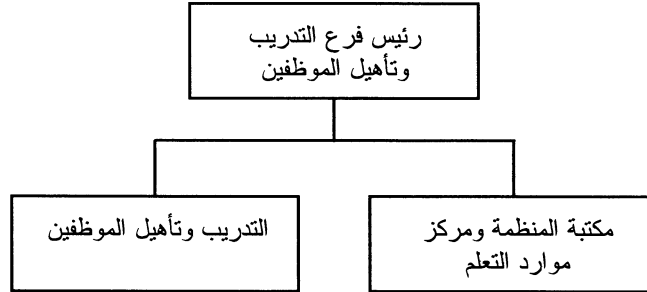 رئيس فرع التدريب
وتأهيل الموظفين
مكتبة المنظمة ومركز
موارد التعلم
التدريب وتأهيل الموظفين